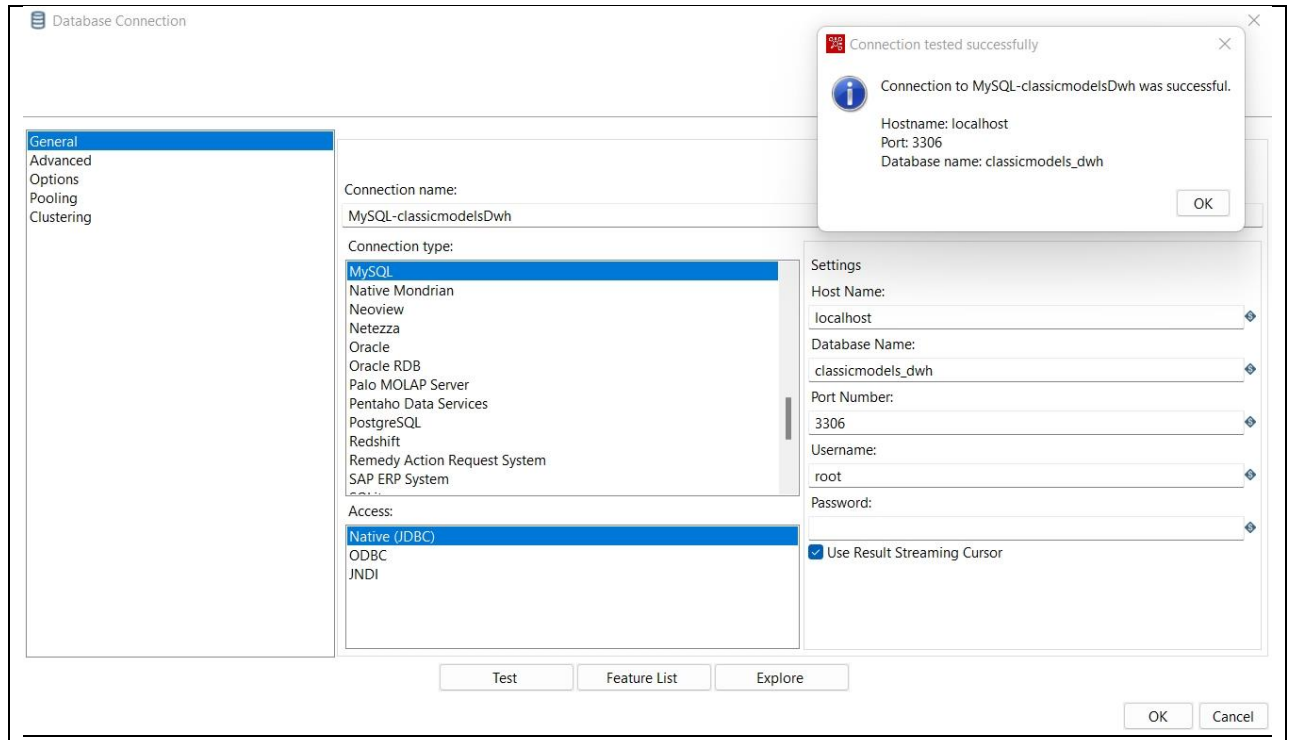 Database Connection
Connection tested successfully
Connection to MySQL-classicmodelsDwh was successful.
Hostname: localhost
Port: 3306
Database name: classicmodels_dwh
OK
General
Advanced
Options
Pooling
Clustering
Connection name:
MySQL-classicmodelsDwh
Connection type:
MySQL
Native Mondrian
Neoview
Netezza
Oracle
Oracle RDB
Palo MOLAP Server
Pentaho Data Services
PostgreSQL
Redshift
Remedy Action Request System
SAP ERP System
Access:
Native (JDBC)
ODBC
JNDI
Settings
Host Name:
localhost
Database Name:
classicmodels_dwh
Port Number:
3306
Username:
root
Password:
Use Result Streaming Cursor
Test
Feature List
Explore
OK
Cancel